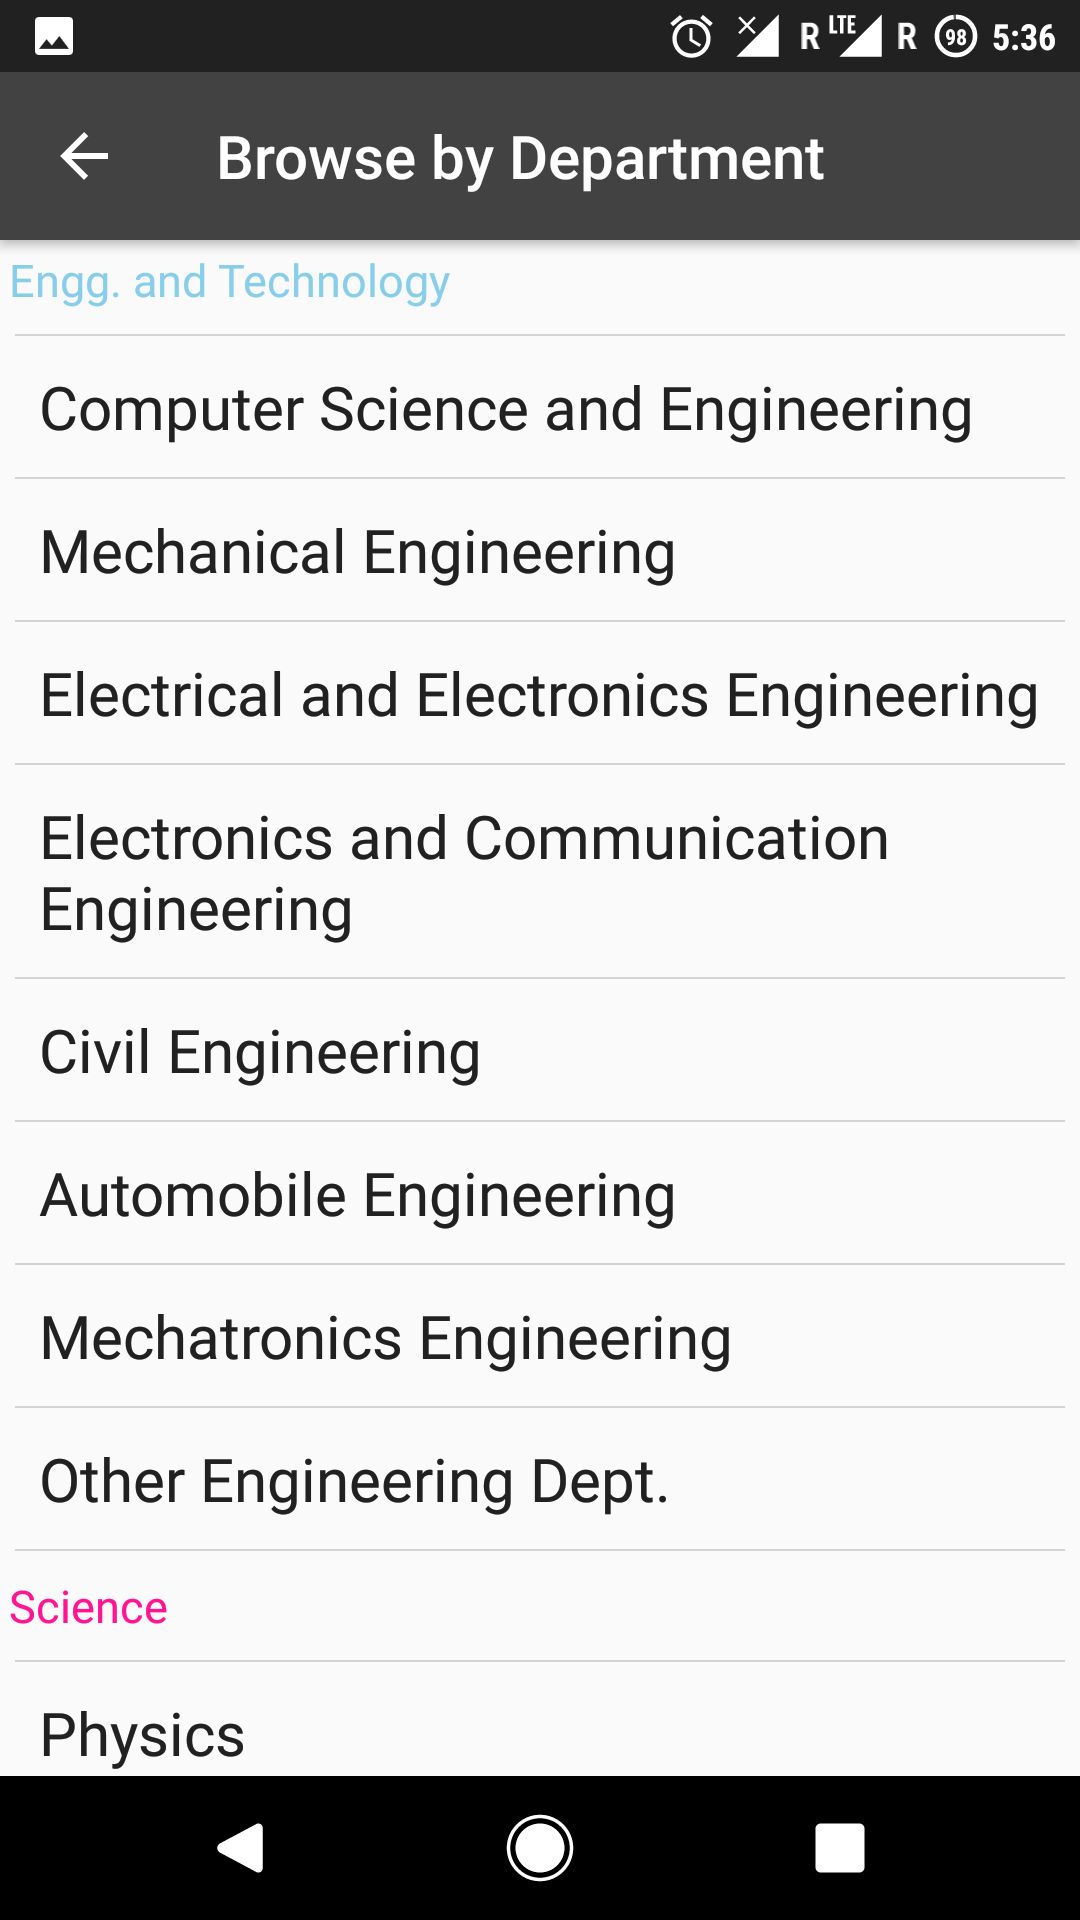 R LTE R 98 5:36
Browse by Department
Engg. and Technology
Computer Science and Engineering
Mechanical Engineering
Electrical and Electronics Engineering
Electronics and Communication
Engineering
Civil Engineering
Automobile Engineering
Mechatronics Engineering
Other Engineering Dept.
Science
Physics